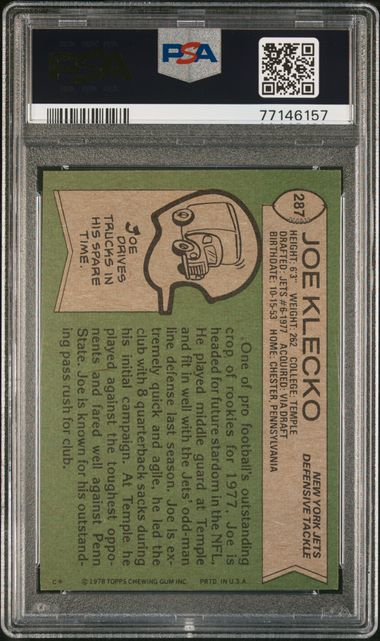 PSA
PSA
77146157
287
JOE KLECKO
NEW YORK JETS
DEFENSIVE TACKLE
HEIGHT: 6'3" WEIGHT: 262 COLLEGE: TEMPLE
DRAFTED: JETS #6-1977 ACQUIRED: VIA DRAFT
BIRTHDATE: 10-15-53 HOME: CHESTER, PENNSYLVANIA
JOE
DRIVES
TRUCKS IN
HIS SPARE
TIME.
One of pro football's outstanding
crop of rookies for 1977, Joe is
headed for future stardom in the NFL.
He played middle guard at Temple
and fit in well with the Jets' odd-man
line defense last season. Joe is ex-
tremely quick and agile, he led the
club with 8 quarterback sacks during
his initial campaign. At Temple, he
played against the toughest oppo-
nents and fared well against Penn
State. Joe is known for his outstand-
ing pass rush for club.
© 1978 TOPPS CHEWING GUM INC. PRTD. IN U.S.A.